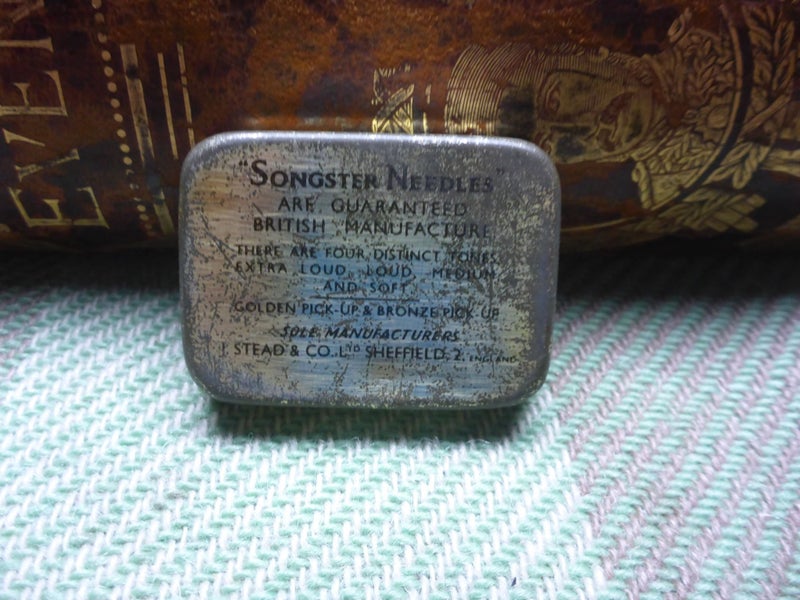 "SONGSTER NEEDLES"
ARE GUARANTEED
BRITISH MANUFACTURE
THERE ARE FOUR DISTINCT TONES,
EXTRA LOUD, LOUD, MEDIUM
AND SOFT
GOLDEN PICK-UP & BRONZE PICK-UP
SOLE MANUFACTURERS
J. STEAD & CO. LTD SHEFFIELD, 2. ENGLAND